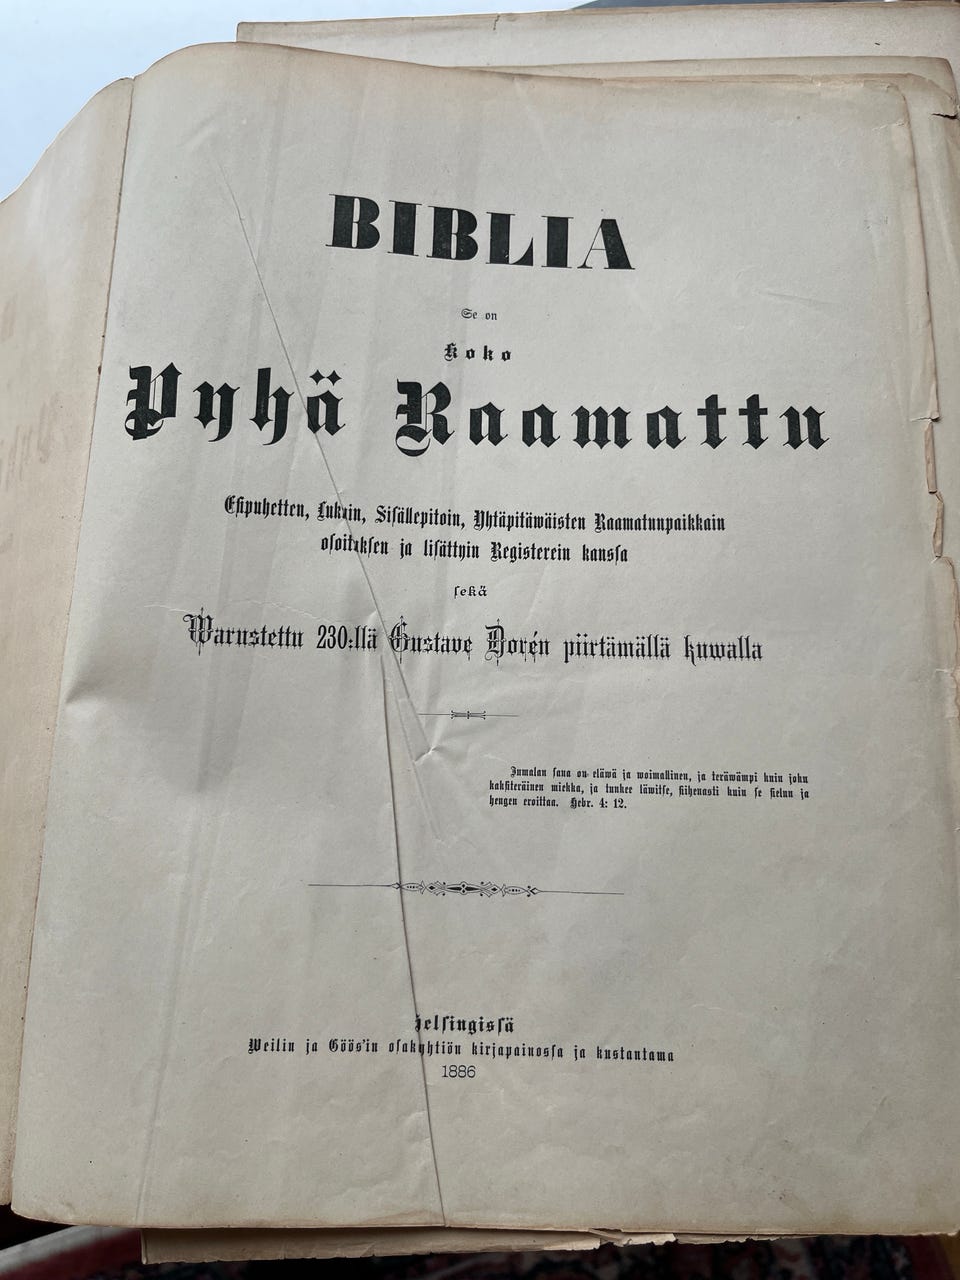 BIBLIA
Se on
Koko
Pyhä Raamattu
Esipuhetten, Lukuin, Sisällepitoin, Yhtäpitäwäisten Raamatunpaikkain
osoituksen ja lisättyin Registerein kanssa
sekä
Warustettu 230:llä Gustave Dorén piirtämällä kuwalla
Jumalan sana on eläwä ja woimallinen, ja teräwämpi kuin joku
kaksiteräinen miekka, ja tunkee läwitse, siihenasti kuin se sielun ja
hengen eroittaa. Hebr. 4: 12.
Helsingissä
Weilin ja Göös'in osakyhtiön kirjapainossa ja kustantama
1886